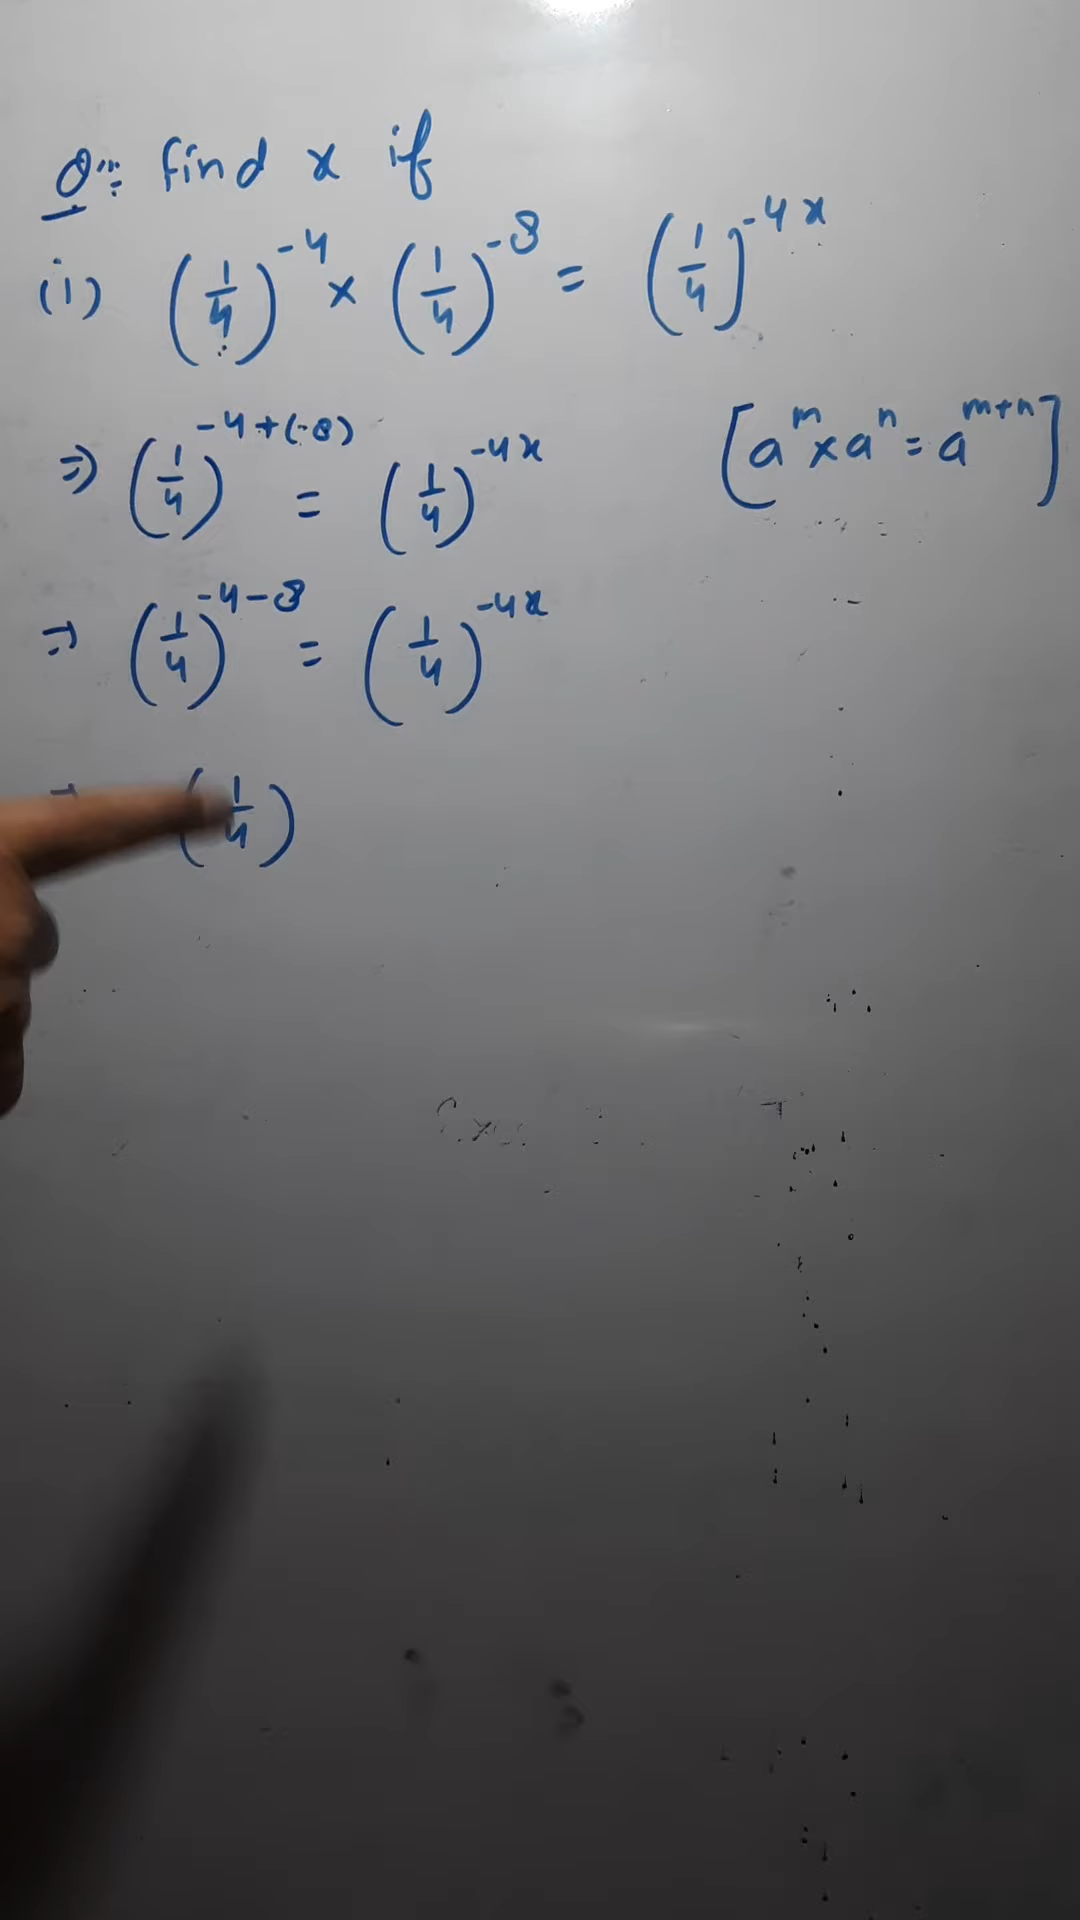 Q:- find x if
(i) (1/4)^-4 × (1/4)^-8 = (1/4]^-4x
⇒ (1/4)^-4+(-8) = (1/4)^-4x [a^m × a^n = a^m+n]
⇒ (1/4)^-4-8 = (1/4)^-4x
(1/4)